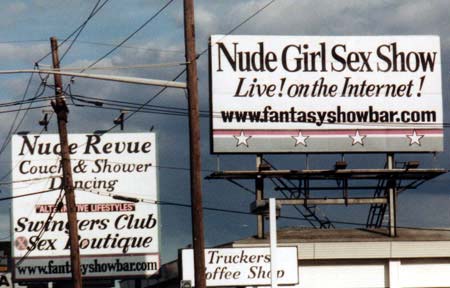 Nude Girl Sex Show
Live! on the Internet!
www.fantasyshowbar.com
Nude Revue
Couch & Shower
Dancing
"ALTERNATIVE LIFESTYLES"
Swingers Club
Sex Boutique
www.fantasyshowbar.com
Truckers
Coffee Shop